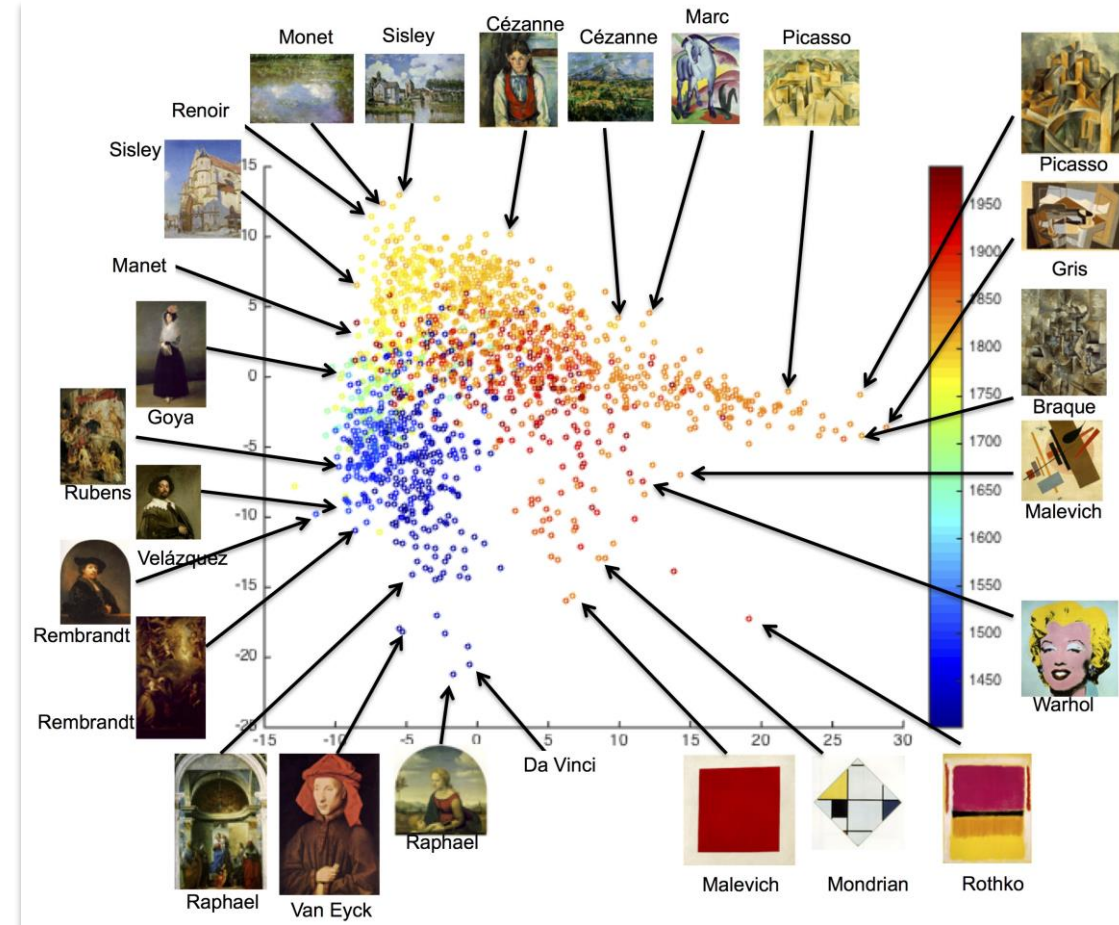 Marc
Monet
Sisley
Cézanne
Cézanne
Picasso
Renoir
Sisley
Picasso
Manet
Gris
Goya
Braque
Rubens
Malevich
Velázquez
Rembrandt
Rembrandt
Warhol
Da Vinci
Raphael
Raphael
Van Eyck
Malevich
Mondrian
Rothko
15
10
5
0
-5
-10
-15
-20
-25
-15
-10
-5
0
5
10
15
20
25
30
1950
1900
1850
1800
1750
1700
1650
1600
1550
1500
1450